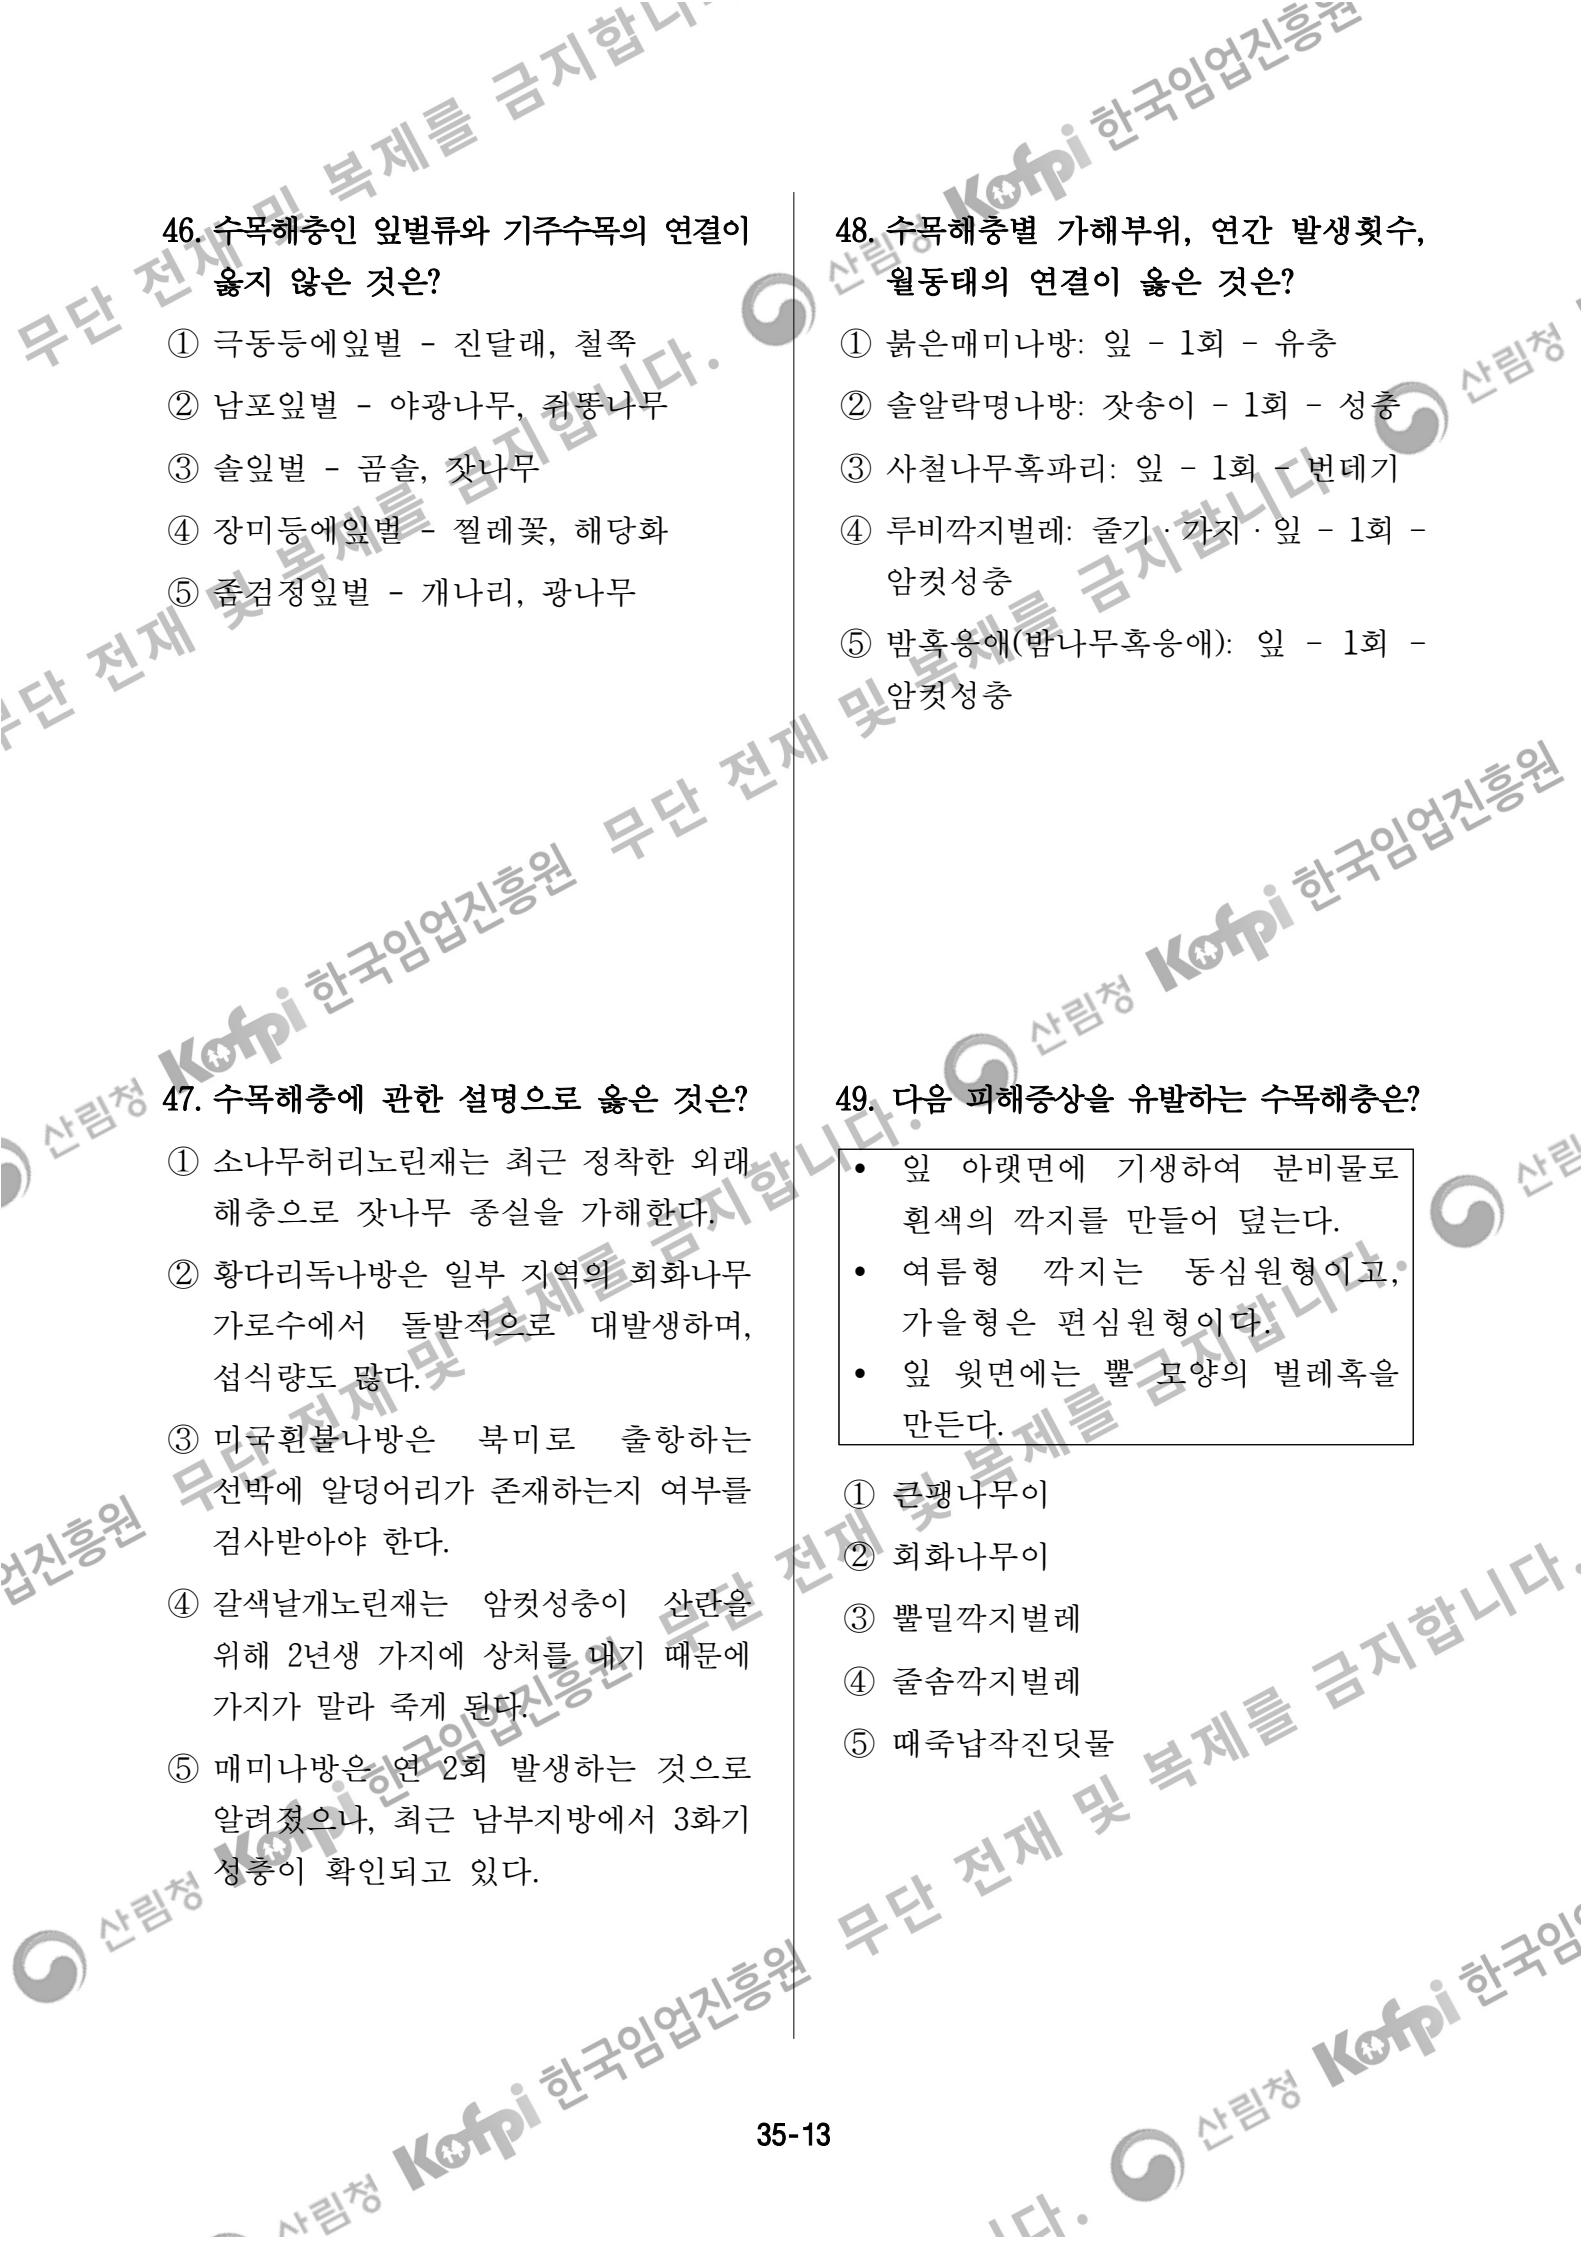 46. 수목해충인 잎벌류와 기주수목의 연결이
옳지 않은 것은?
① 극동등에잎벌 - 진달래, 철쭉
② 남포잎벌 - 야광나무, 쥐똥나무
③ 솔잎벌 - 곰솔, 잣나무
④ 장미등에잎벌 - 찔레꽃, 해당화
⑤ 좀검정잎벌 - 개나리, 광나무
47. 수목해충에 관한 설명으로 옳은 것은?
① 소나무허리노린재는 최근 정착한 외래
해충으로 잣나무 종실을 가해한다.
② 황다리독나방은 일부 지역의 회화나무
가로수에서 돌발적으로 대발생하며,
섭식량도 많다.
③ 미국흰불나방은 북미로 출항하는
선박에 알덩어리가 존재하는지 여부를
검사받아야 한다.
④ 갈색날개노린재는 암컷성충이 산란을
위해 2년생 가지에 상처를 내기 때문에
가지가 말라 죽게 된다.
⑤ 매미나방은 연 2회 발생하는 것으로
알려졌으나, 최근 남부지방에서 3화기
성충이 확인되고 있다.
48. 수목해충별 가해부위, 연간 발생횟수,
월동태의 연결이 옳은 것은?
① 붉은매미나방: 잎 - 1회 - 유충
② 솔알락명나방: 잣송이 - 1회 - 성충
③ 사철나무혹파리: 잎 - 1회 - 번데기
④ 루비깍지벌레: 줄기·가지·잎 - 1회 -
암컷성충
⑤ 밤혹응애(밤나무혹응애): 잎 - 1회 -
암컷성충
49. 다음 피해증상을 유발하는 수목해충은?
• 잎 아랫면에 기생하여 분비물로
흰색의 깍지를 만들어 덮는다.
• 여름형 깍지는 동심원형이고,
가을형은 편심원형이다.
• 잎 윗면에는 뿔 모양의 벌레혹을
만든다.
① 큰팽나무이
② 회화나무이
③ 뿔밀깍지벌레
④ 줄솜깍지벌레
⑤ 때죽납작진딧물
35-13
무단 전재 및 복제를 금지합니다.
산림청 Kofpi 한국임업진흥원